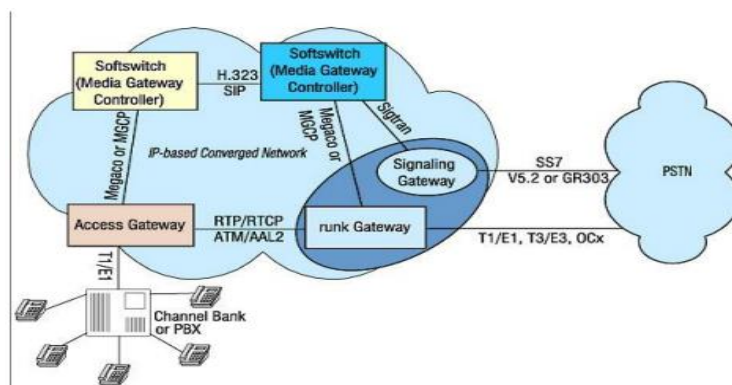 Softswitch
(Media Gateway
Controller)
H.323
SIP
Softswitch
(Media Gateway
Controller)
Megaco or MGCP
Megaco or
MGCP
Sigtran
IP-based Converged Network
Signaling
Gateway
SS7
V5.2 or GR303
PSTN
Access Gateway
RTP/RTCP
ATM/AAL2
runk Gateway
T1/E1, T3/E3, OCx
T1/E1
Channel Bank
or PBX